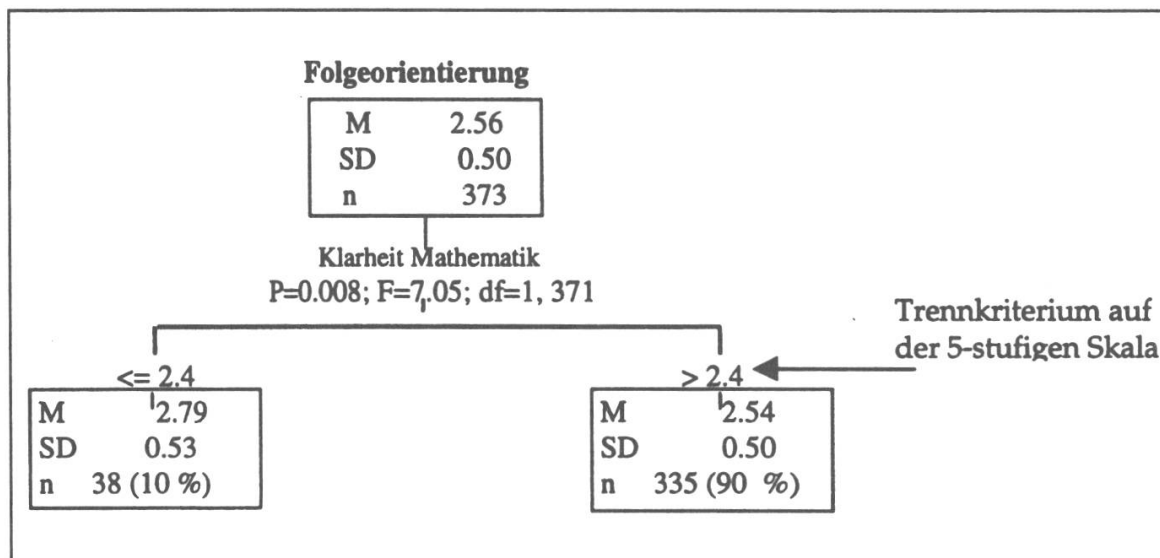 Folgeorientierung
M 2.56
SD 0.50
n 373
Klarheit Mathematik
P=0.008; F=7.05; df=1, 371
Trennkriterium auf
der 5-stufigen Skala
<= 2.4
> 2.4
M 2.79
SD 0.53
n 38 (10 %)
M 2.54
SD 0.50
n 335 (90 %)